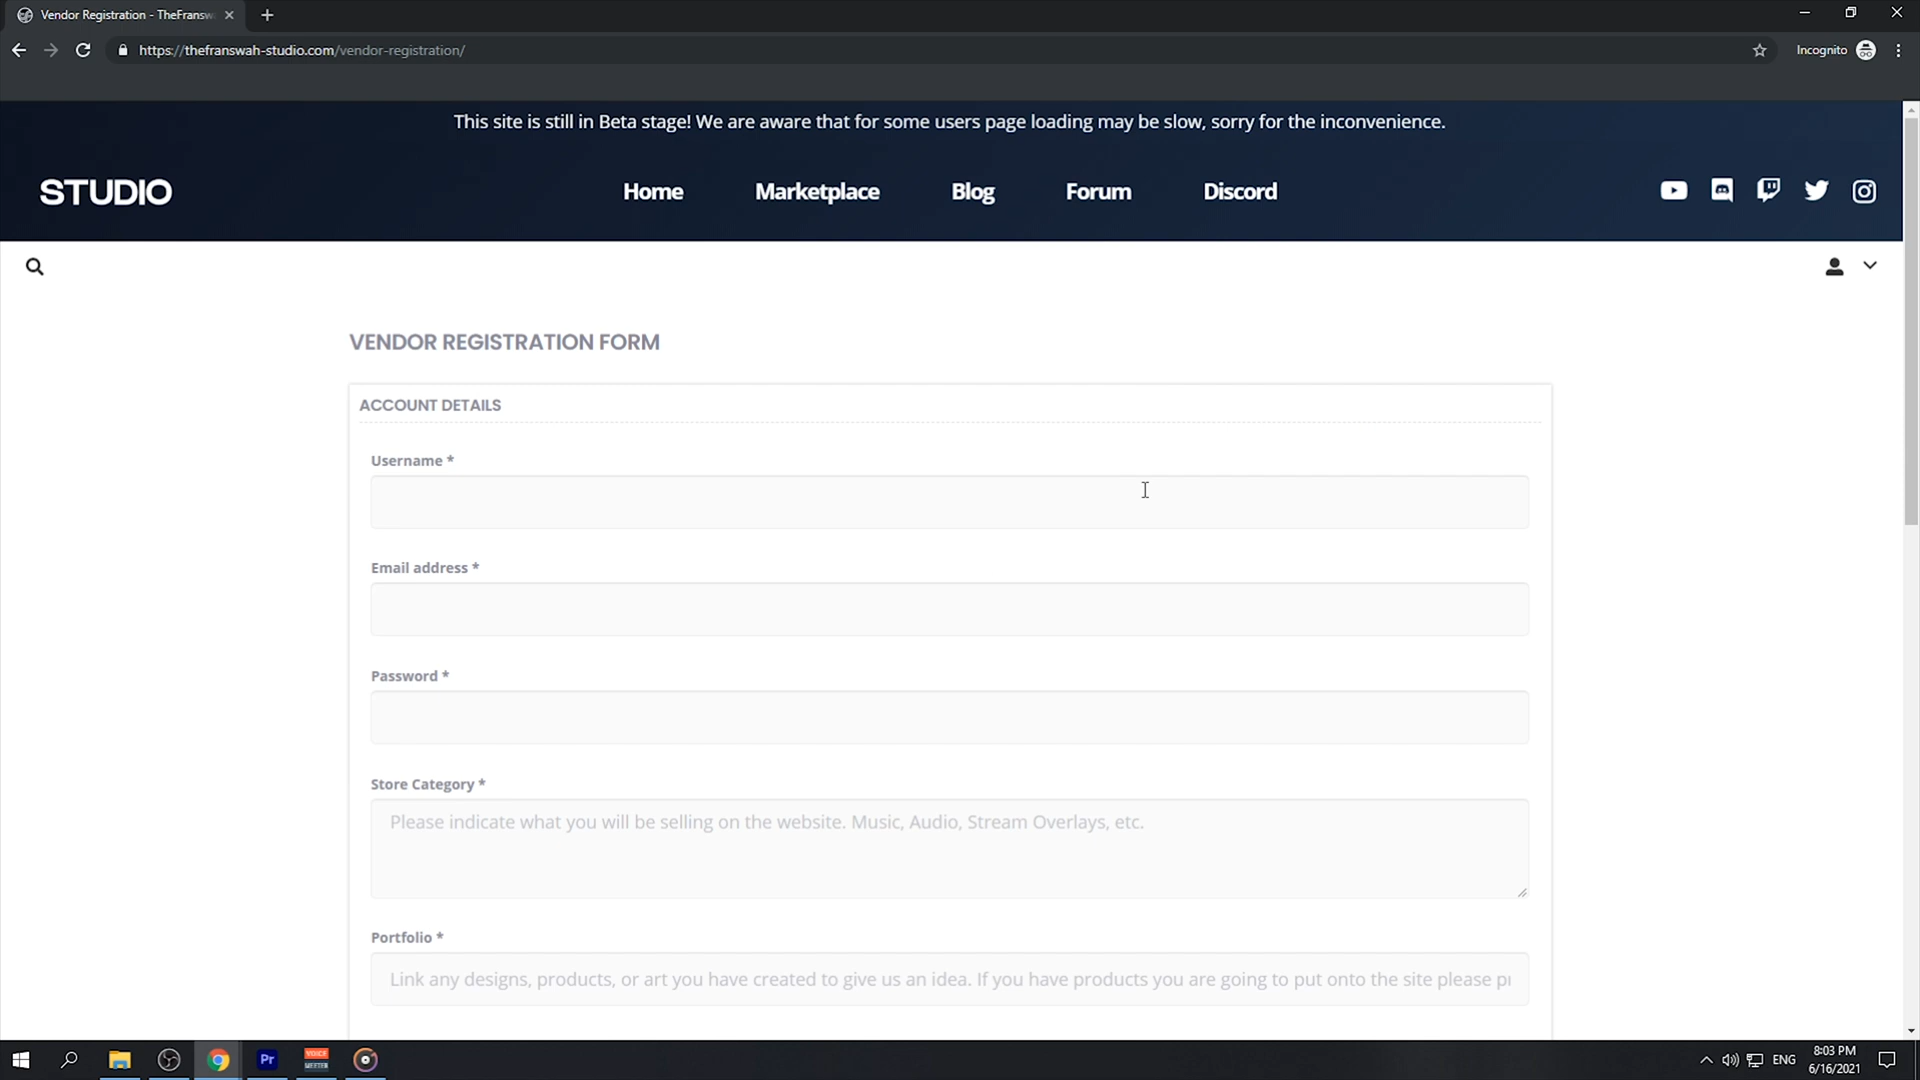 Vendor Registration - TheFransw
https://thefranswah-studio.com/vendor-registration/
Incognito
This site is still in Beta stage! We are aware that for some users page loading may be slow, sorry for the inconvenience.
STUDIO
Home
Marketplace
Blog
Forum
Discord
VENDOR REGISTRATION FORM
ACCOUNT DETAILS
Username *
Email address *
Password *
Store Category *
Please indicate what you will be selling on the website. Music, Audio, Stream Overlays, etc.
Portfolio *
Link any designs, products, or art you have created to give us an idea. If you have products you are going to put onto the site please p
Pr
VOICE
MEETER
ENG
8:03 PM
6/16/2021